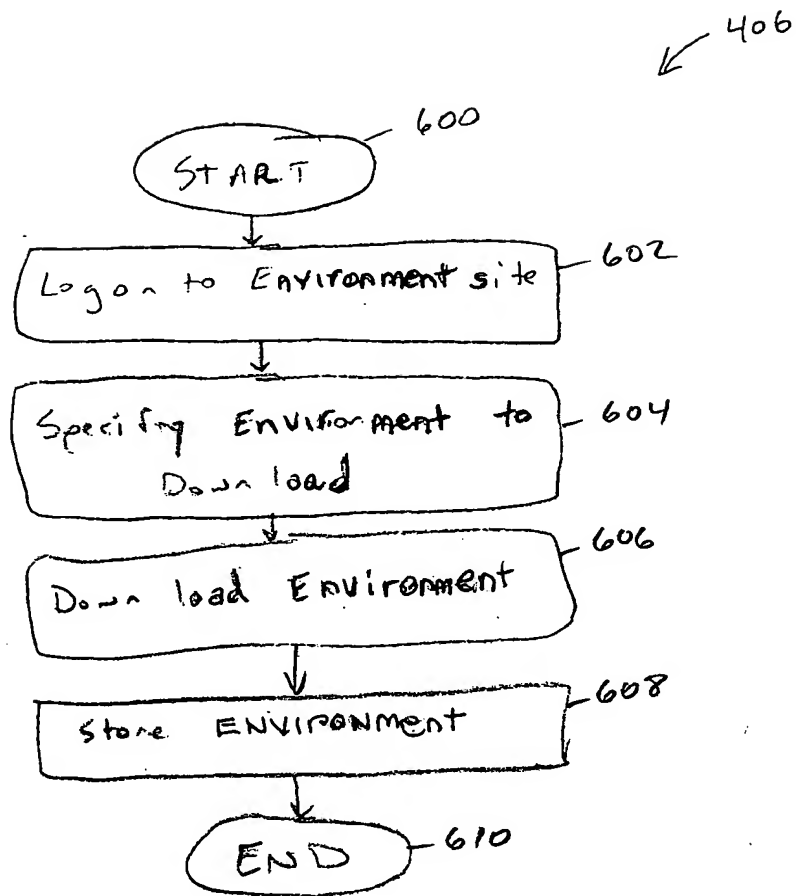 406
START
600
Logon to Environment site
602
Specify Environment to
Download
604
Download Environment
606
Store ENVIRONMENT
608
END
610